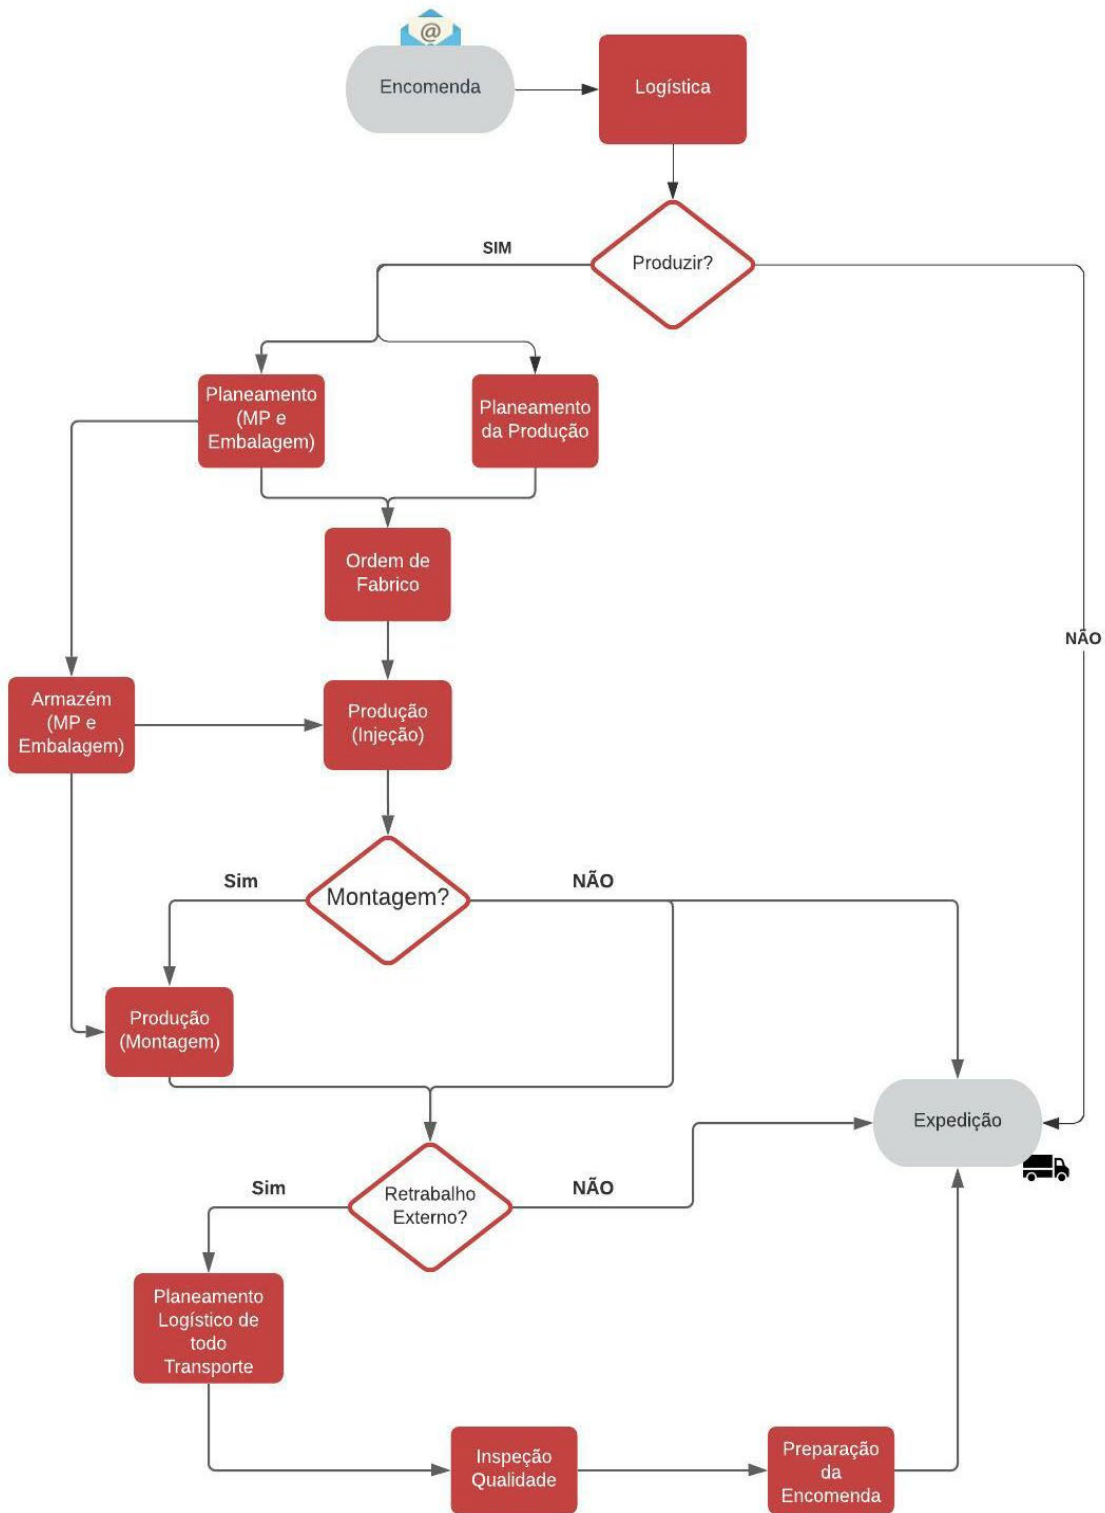 @
Encomenda
Logística
Produzir?
SIM
Planeamento
(MP e
Embalagem)
Planeamento
da Produção
Ordem de
Fabrico
NÃO
Armazém
(MP e
Embalagem)
Produção
(Injeção)
Montagem?
Sim
NÃO
Produção
(Montagem)
Expedição
Retrabalho
Externo?
Sim
NÃO
Planeamento
Logístico de
todo
Transporte
Inspeção
Qualidade
Preparação
da
Encomenda